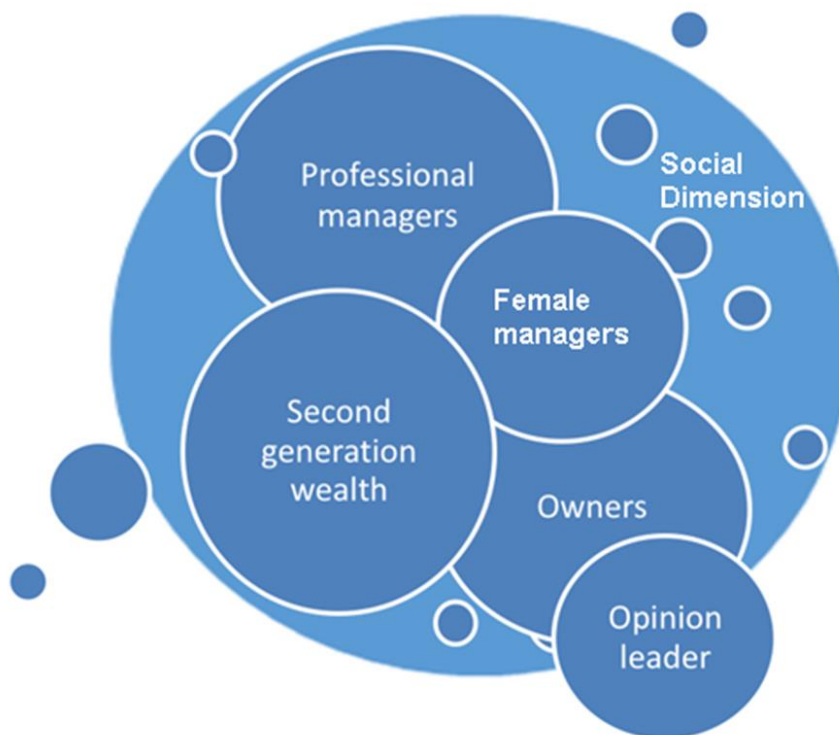 Professional
managers
Social
Dimension
Female
managers
Second
generation
wealth
Owners
Opinion
leader